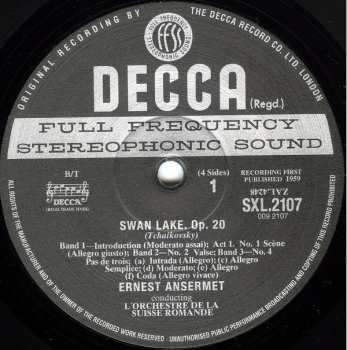 ORIGINAL RECORDING BY
THE DECCA RECORD CO. LTD. LONDON
FULL FREQUENCY STEREOPHONIC SOUND
ffss
DECCA
(Regd.)
FULL FREQUENCY
STEREOPHONIC SOUND
B/T
(4 Sides)
RECORDING FIRST
PUBLISHED 1959
DECCA
1
ZAL.4248
SXL.2107
009 2107
SWAN LAKE, Op. 20
(Tchaikovsky)
Band 1—Introduction (Moderato assai); Act 1. No. 1 Scène
(Allegro giusto); Band 2—No. 2 Valse; Band 3—No. 4
Pas de trois; (a) Intrada (Allegro); (c) Allegro
Semplice; (d) Moderato; (e) Allegro
(f) Coda (Allegro vivace)
ERNEST ANSERMET
conducting
L'ORCHESTRE DE LA
SUISSE ROMANDE
ALL RIGHTS OF THE MANUFACTURER AND OF THE OWNER OF THE RECORDED WORK RESERVED · UNAUTHORISED PUBLIC PERFORMANCE BROADCASTING AND COPYING OF THIS RECORD PROHIBITED